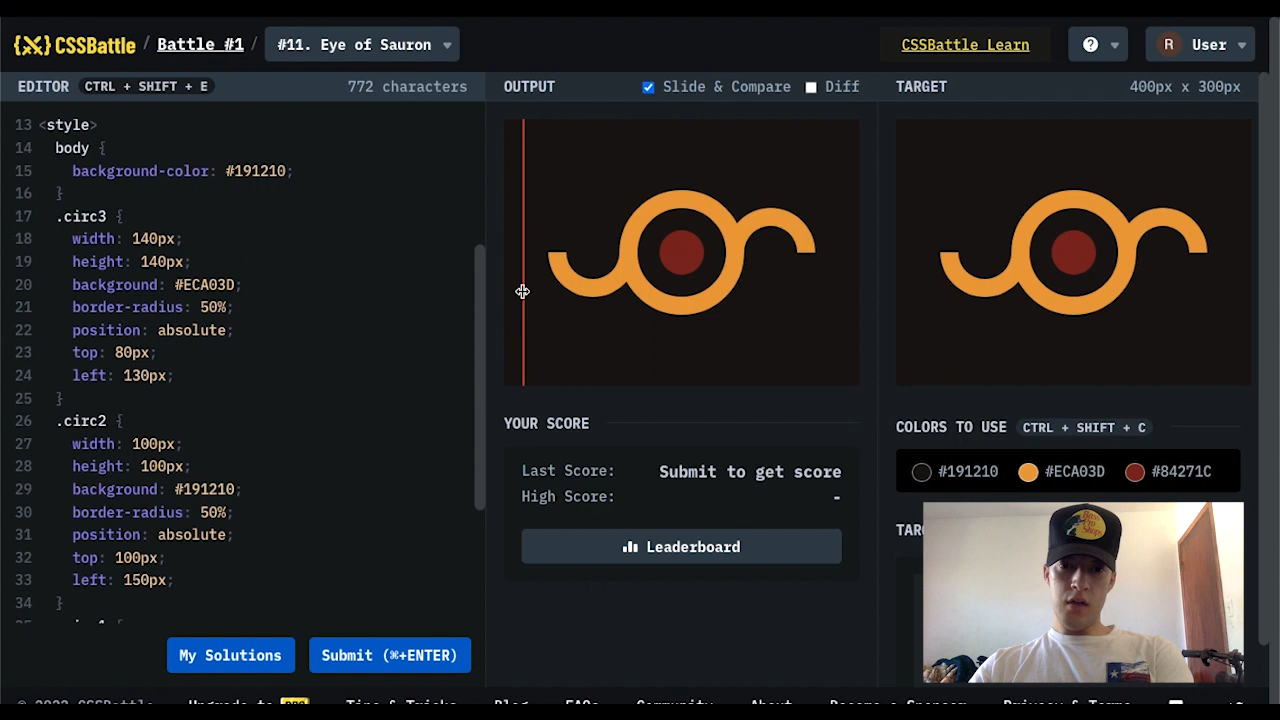 {X} CSSBattle / Battle #1 / #11. Eye of Sauron
CSSBattle Learn
? R User
EDITOR CTRL + SHIFT + E 772 characters
OUTPUT Slide & Compare Diff
TARGET 400px x 300px
13 <style>
14 body {
15 background-color: #191210;
16 }
17 .circ3 {
18 width: 140px;
19 height: 140px;
20 background: #ECA03D;
21 border-radius: 50%;
22 position: absolute;
23 top: 80px;
24 left: 130px;
25 }
26 .circ2 {
27 width: 100px;
28 height: 100px;
29 background: #191210;
30 border-radius: 50%;
31 position: absolute;
32 top: 100px;
33 left: 150px;
34 }
My Solutions Submit (⌘+ENTER)
YOUR SCORE
Last Score: Submit to get score
High Score: -
Leaderboard
COLORS TO USE CTRL + SHIFT + C
#191210 #ECA03D #84271C
TAR
Bass Pro Shops